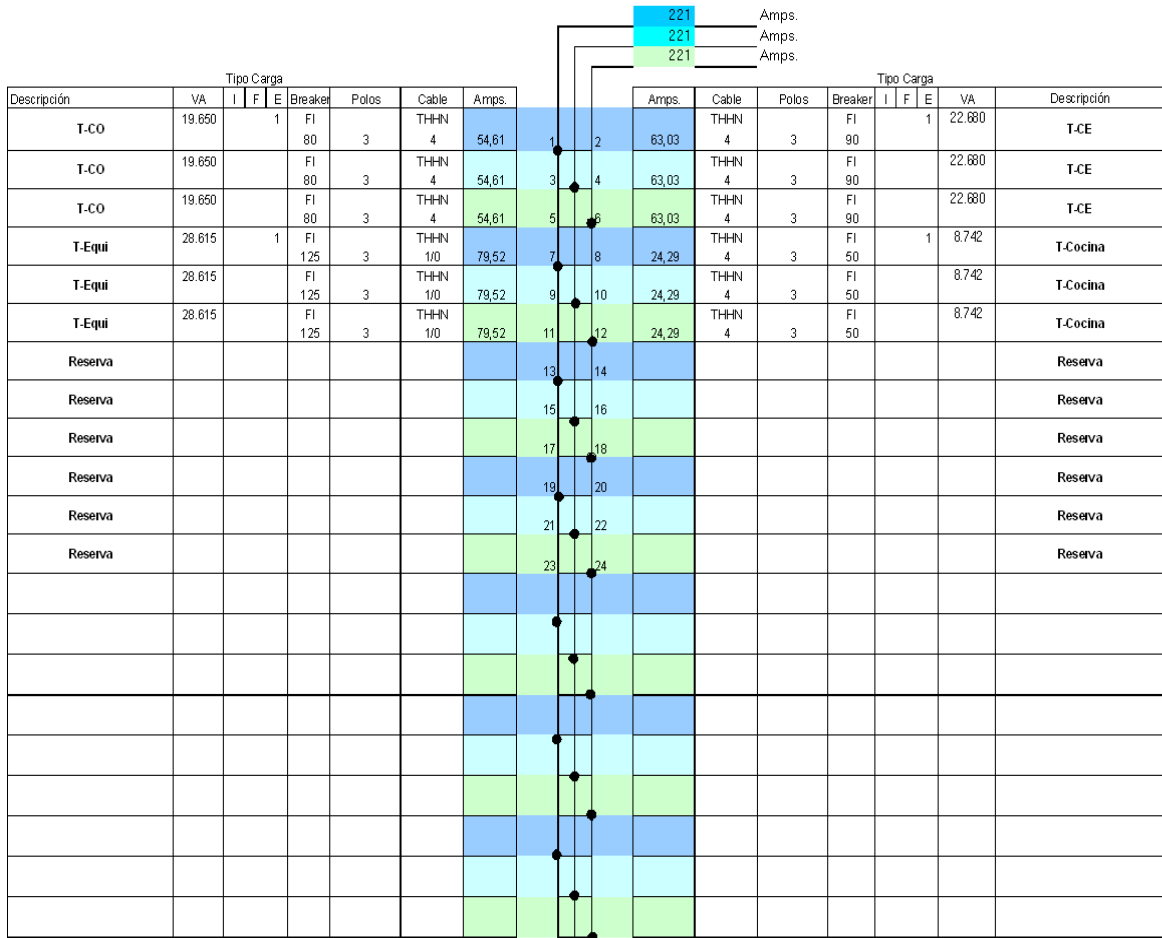 221 Amps.
221 Amps.
221 Amps.
Tipo Carga Tipo Carga
Descripción VA I F E Breaker Polos Cable Amps. Amps. Cable Polos Breaker I F E VA Descripción
T-CO 19.650 1 FI THHN THHN FI 1 22.680 T-CE
80 3 4 54,61 1 2 63,03 4 3 90
T-CO 19.650 FI THHN THHN FI 22.680 T-CE
80 3 4 54,61 3 4 63,03 4 3 90
T-CO 19.650 FI THHN THHN FI 22.680 T-CE
80 3 4 54,61 5 6 63,03 4 3 90
T-Equi 28.615 1 FI THHN THHN FI 1 8.742 T-Cocina
125 3 1/0 79,52 7 8 24,29 4 3 50
T-Equi 28.615 FI THHN THHN FI 8.742 T-Cocina
125 3 1/0 79,52 9 10 24,29 4 3 50
T-Equi 28.615 FI THHN THHN FI 8.742 T-Cocina
125 3 1/0 79,52 11 12 24,29 4 3 50
Reserva 13 14 Reserva
Reserva 15 16 Reserva
Reserva 17 18 Reserva
Reserva 19 20 Reserva
Reserva 21 22 Reserva
Reserva 23 24 Reserva